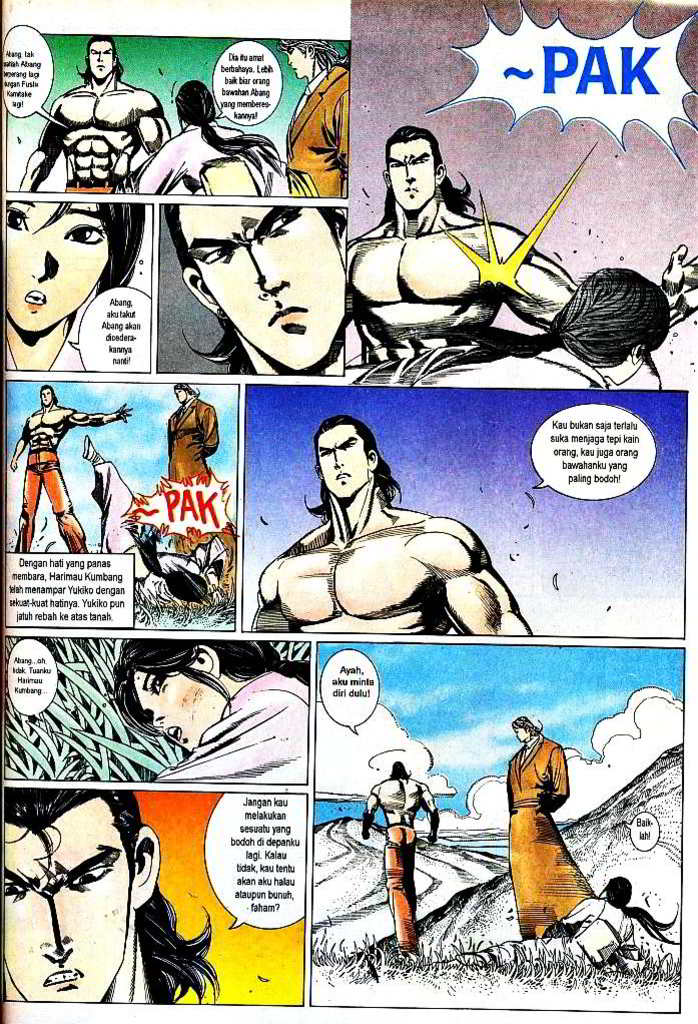 Abang, tak
Abang
berperang lagi
dengan
Kamitake
lagi!
Dia itu amat
berbahaya. Lebih
baik biar orang
bawahan Abang
yang membereskannya!
~PAK
Abang,
aku takut
Abang akan
dicederakannya
nanti!
~PAK
Dengan hati yang panas
membara, Harimau Kumbang
telah menampar Yukiko dengan
sekuat-kuat hatinya. Yukiko pun
jatuh rebah ke atas tanah.
Kau bukan saja terlalu
suka menjaga tepi kain
orang, kau juga orang
bawahanku yang
paling bodoh!
Abang...oh,
tidak. Tuanku
Harimau
Kumbang...
Ayah,
aku minta
diri dulu!
Baik-
lah!
Jangan kau
melakukan
sesuatu yang
bodoh di depanku
lagi. Kalau
tidak, kau tentu
akan aku halau
ataupun bunuh,
faham?